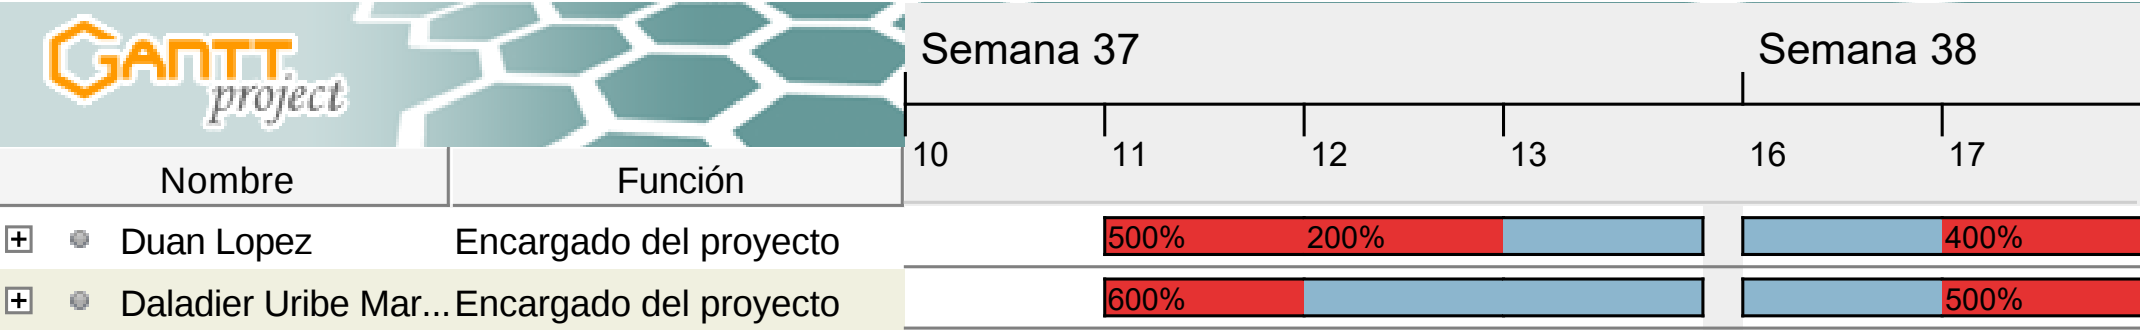 GANTT
project
Semana 37 Semana 38
10 11 12 13 16 17
Nombre Función
Duan Lopez Encargado del proyecto 500% 200% 400%
Daladier Uribe Mar... Encargado del proyecto 600% 500%